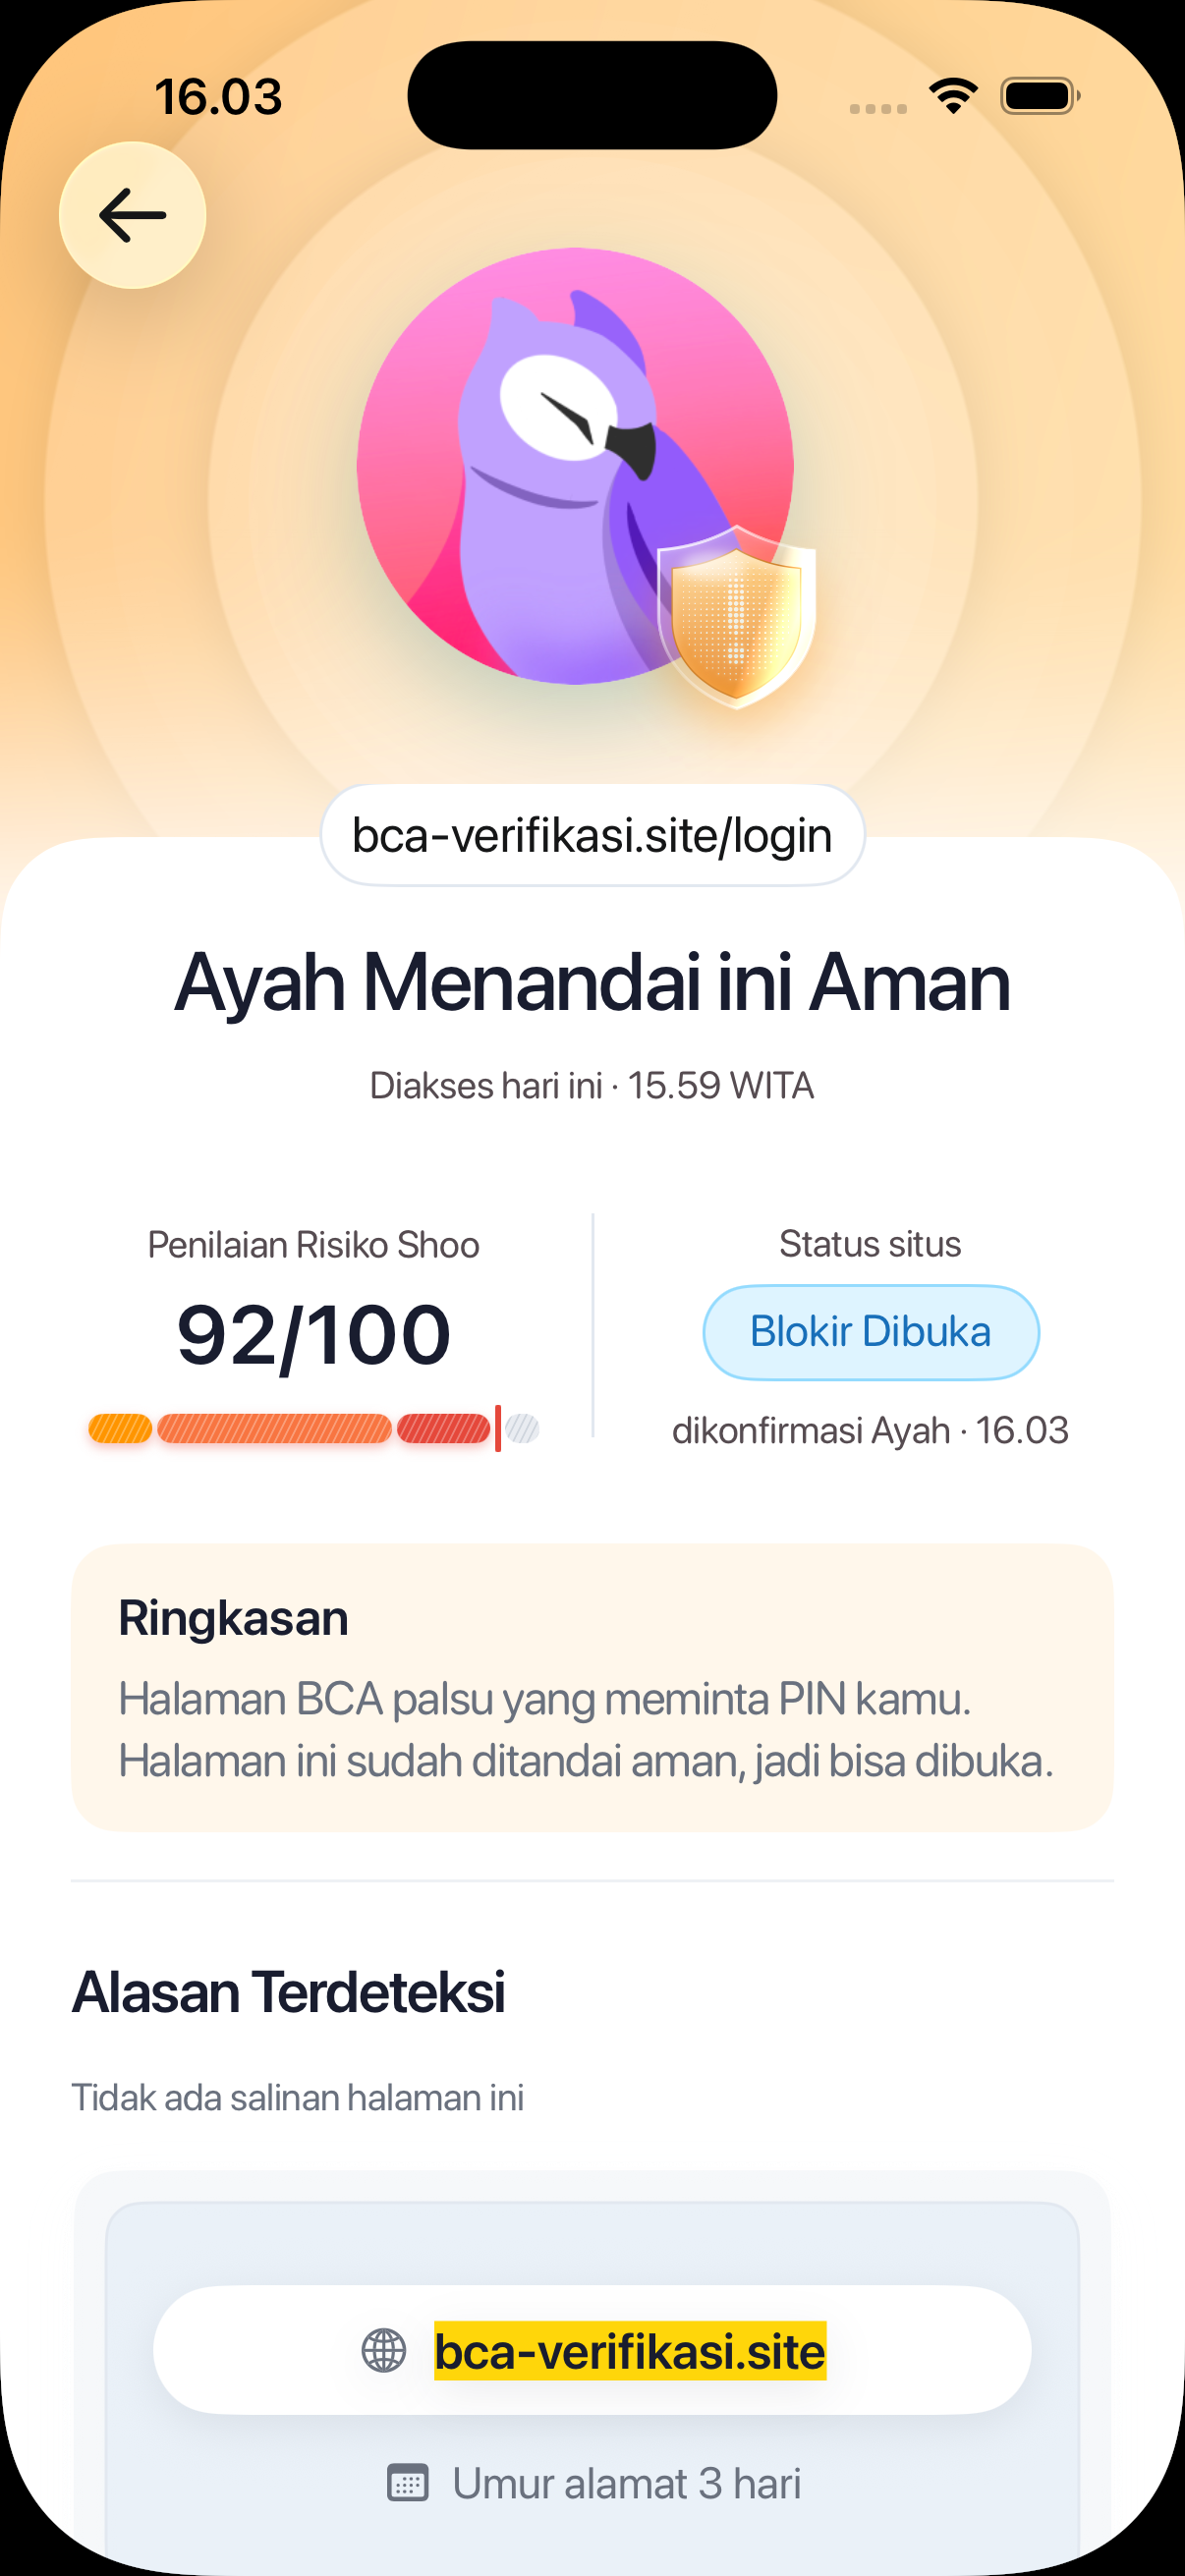 16.03
bca-verifikasi.site/login
Ayah Menandai ini Aman
Diakses hari ini · 15.59 WITA
Penilaian Risiko Shoo
92/100
Status situs
Blokir Dibuka
dikonfirmasi Ayah · 16.03
Ringkasan
Halaman BCA palsu yang meminta PIN kamu.
Halaman ini sudah ditandai aman, jadi bisa dibuka.
Alasan Terdeteksi
Tidak ada salinan halaman ini
bca-verifikasi.site
Umur alamat 3 hari